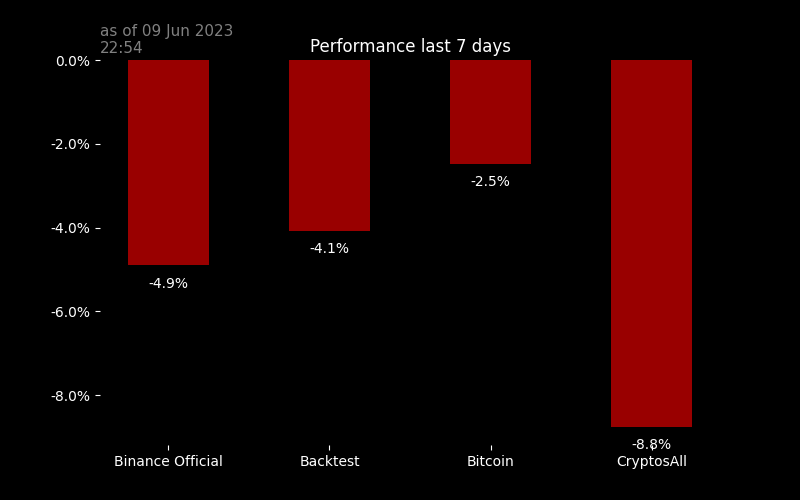 as of 09 Jun 2023
22:54
Performance last 7 days
0.0%
-2.0%
-4.0%
-6.0%
-8.0%
-4.9%
-4.1%
-2.5%
-8.8%
Binance Official
Backtest
Bitcoin
CryptosAll